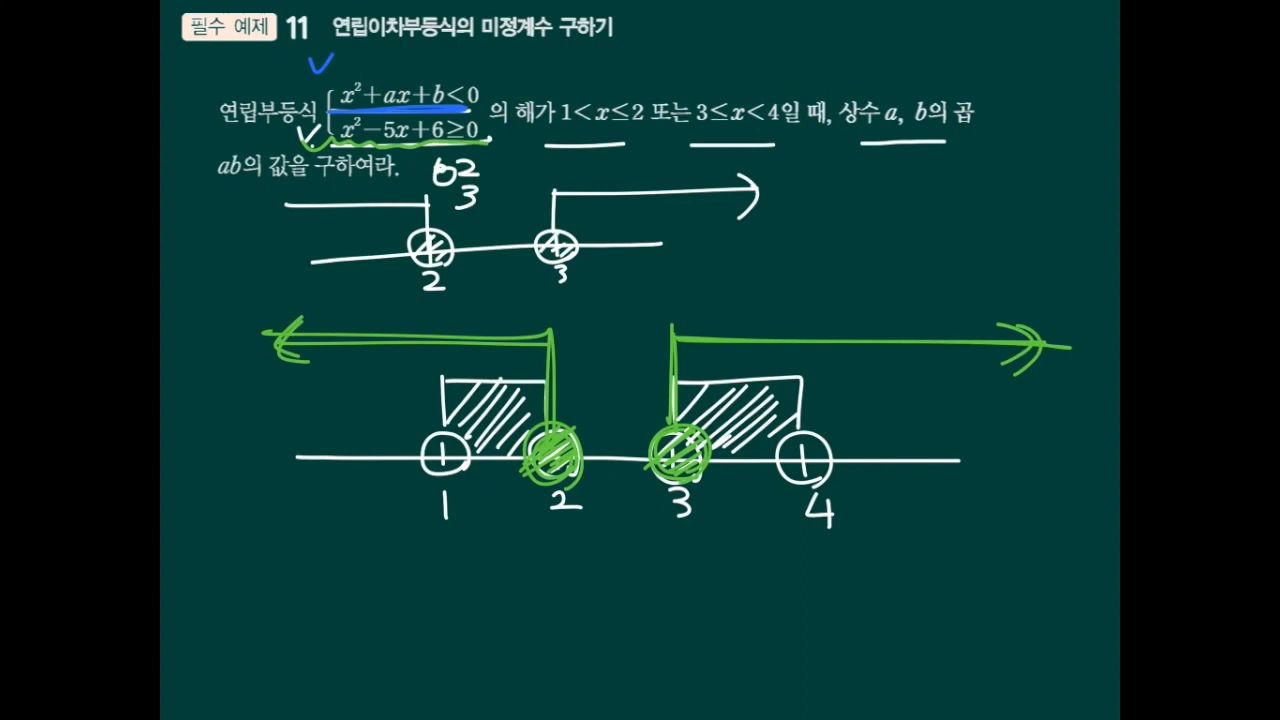 필수 예제 11 연립이차부등식의 미정계수 구하기
연립부등식 { x²+ax+b<0
x²-5x+6≥0 의 해가 1<x≤2 또는 3≤x<4일 때, 상수 a, b의 곱
ab의 값을 구하여라.
2
3
2 3
1 2 3 4